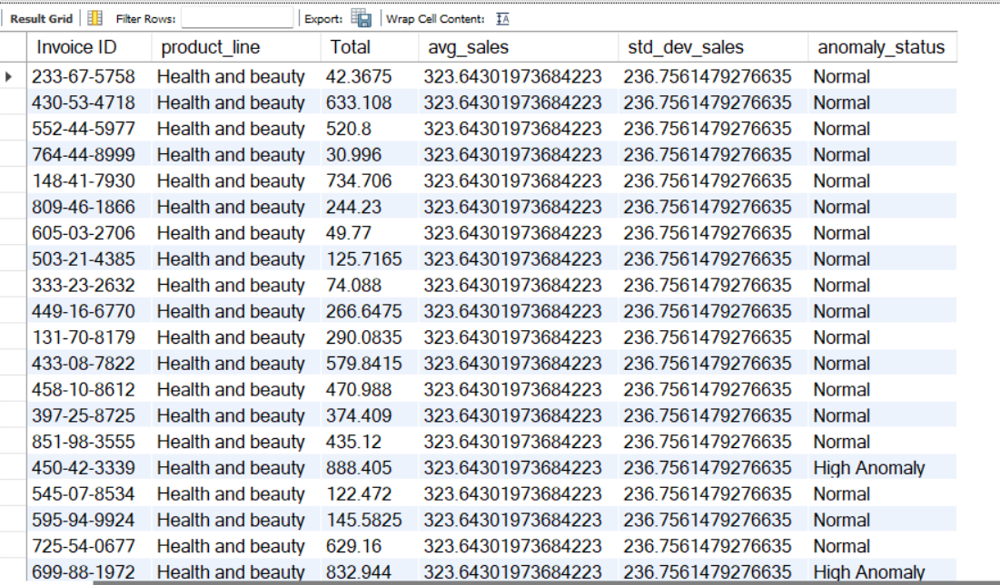 Result Grid Filter Rows: Export: Wrap Cell Content: IA
Invoice ID product_line Total avg_sales std_dev_sales anomaly_status
233-67-5758 Health and beauty 42.3675 323.64301973684223 236.7561479276635 Normal
430-53-4718 Health and beauty 633.108 323.64301973684223 236.7561479276635 Normal
552-44-5977 Health and beauty 520.8 323.64301973684223 236.7561479276635 Normal
764-44-8999 Health and beauty 30.996 323.64301973684223 236.7561479276635 Normal
148-41-7930 Health and beauty 734.706 323.64301973684223 236.7561479276635 Normal
809-46-1866 Health and beauty 244.23 323.64301973684223 236.7561479276635 Normal
605-03-2706 Health and beauty 49.77 323.64301973684223 236.7561479276635 Normal
503-21-4385 Health and beauty 125.7165 323.64301973684223 236.7561479276635 Normal
333-23-2632 Health and beauty 74.088 323.64301973684223 236.7561479276635 Normal
449-16-6770 Health and beauty 266.6475 323.64301973684223 236.7561479276635 Normal
131-70-8179 Health and beauty 290.0835 323.64301973684223 236.7561479276635 Normal
433-08-7822 Health and beauty 579.8415 323.64301973684223 236.7561479276635 Normal
458-10-8612 Health and beauty 470.988 323.64301973684223 236.7561479276635 Normal
397-25-8725 Health and beauty 374.409 323.64301973684223 236.7561479276635 Normal
851-98-3555 Health and beauty 435.12 323.64301973684223 236.7561479276635 Normal
450-42-3339 Health and beauty 888.405 323.64301973684223 236.7561479276635 High Anomaly
545-07-8534 Health and beauty 122.472 323.64301973684223 236.7561479276635 Normal
595-94-9924 Health and beauty 145.5825 323.64301973684223 236.7561479276635 Normal
725-54-0677 Health and beauty 629.16 323.64301973684223 236.7561479276635 Normal
699-88-1972 Health and beauty 832.944 323.64301973684223 236.7561479276635 High Anomaly